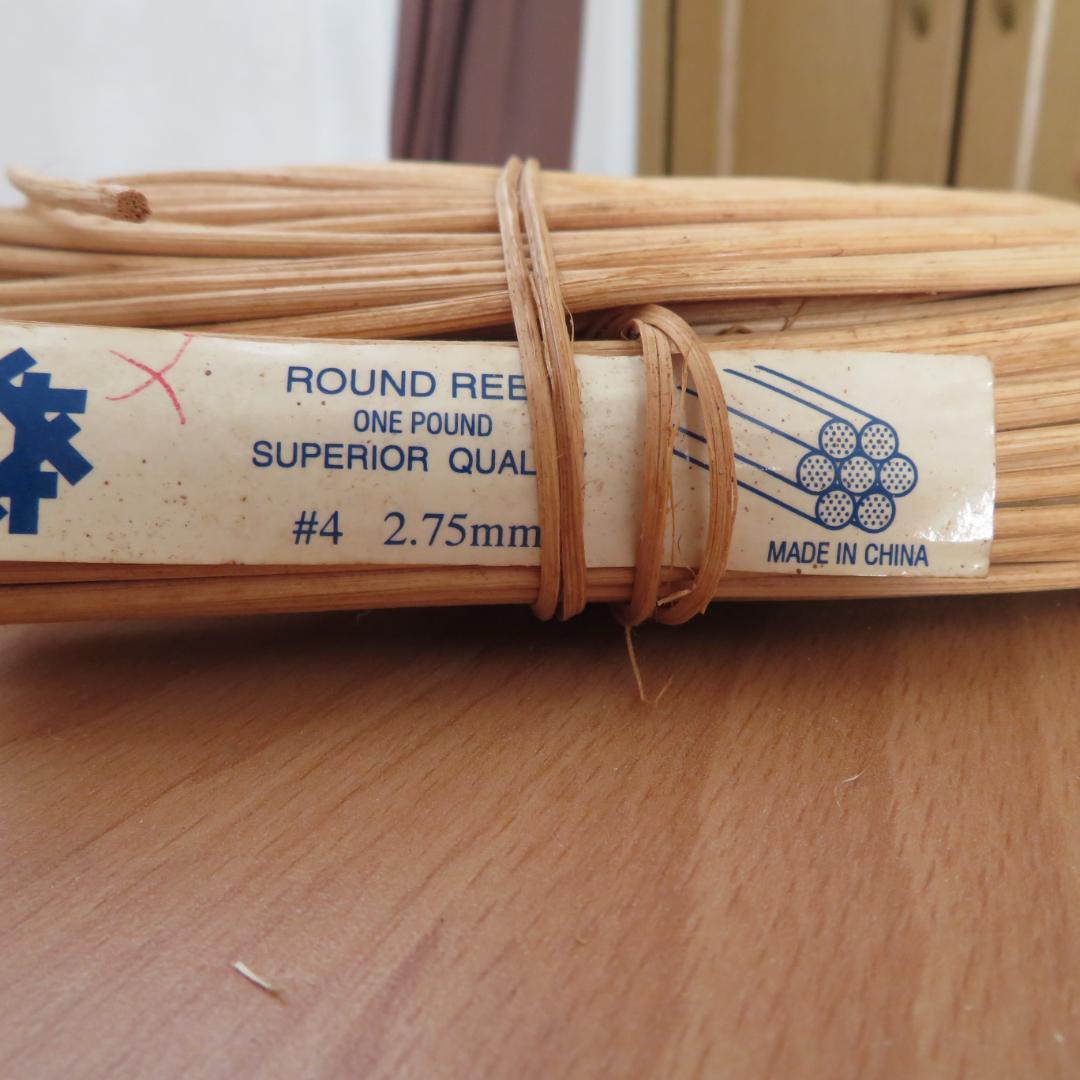 ROUND REE
ONE POUND
SUPERIOR QUAL
#4 2.75mm
MADE IN CHINA